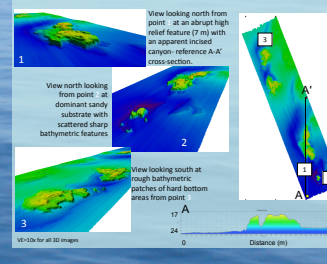 View looking north from
point   at an abrupt high
relief feature (7 m) with
an apparent incised
canyon- reference A-A'
cross-section.
1
View north looking
from point   at
dominant sandy
substrate with
scattered sharp
bathymetric features
2
View looking south at
rough bathymetric
patches of hard bottom
areas from point
3
VE=10x for all 3D images
3
A'
1
A
A
17
24
0
Distance (m)